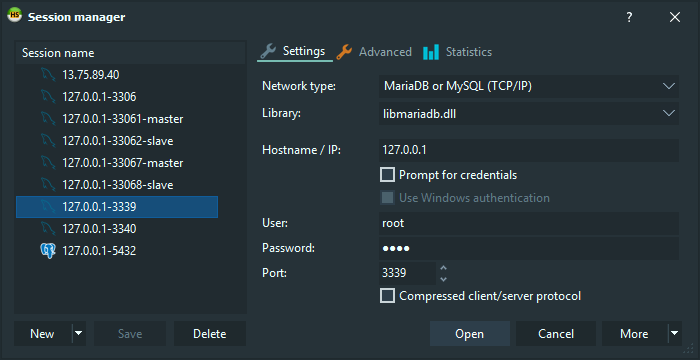 HS Session manager ?
Session name
13.75.89.40
127.0.0.1-3306
127.0.0.1-33061-master
127.0.0.1-33062-slave
127.0.0.1-33067-master
127.0.0.1-33068-slave
127.0.0.1-3339
127.0.0.1-3340
127.0.0.1-5432
Settings Advanced Statistics
Network type: MariaDB or MySQL (TCP/IP)
Library: libmariadb.dll
Hostname / IP: 127.0.0.1
Prompt for credentials
Use Windows authentication
User: root
Password: ●●●●
Port: 3339
Compressed client/server protocol
New Save Delete Open Cancel More